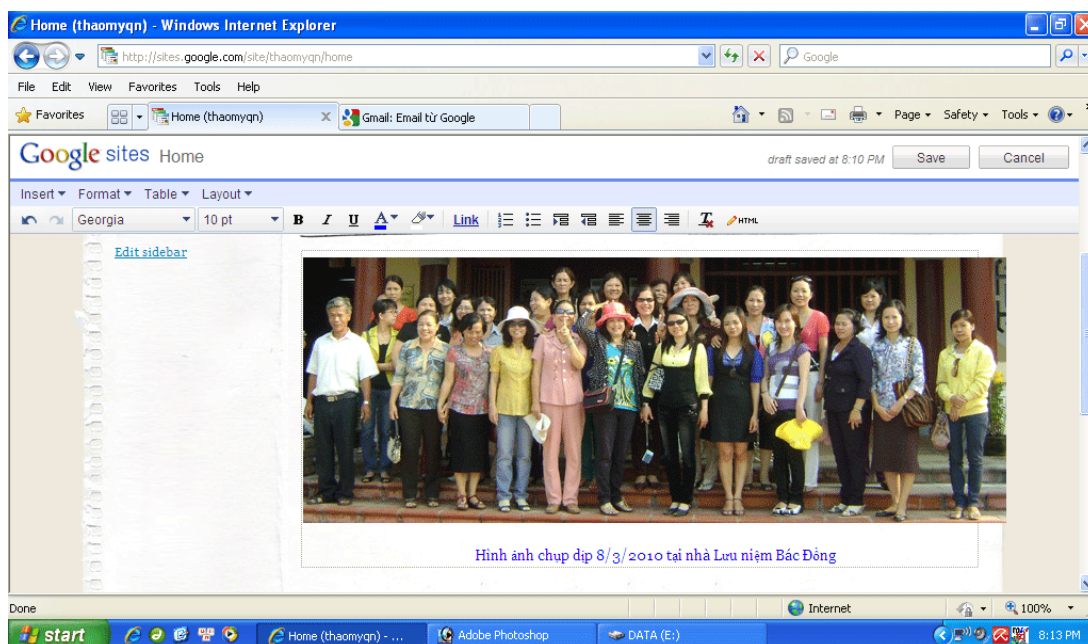 Home (thaomyqn) - Windows Internet Explorer
http://sites.google.com/site/thaomyqn/home
Google
File Edit View Favorites Tools Help
Favorites Home (thaomyqn) X Gmail: Email từ Google Page Safety Tools
Google sites Home draft saved at 8:10 PM Save Cancel
Insert Format Table Layout
Georgia 10 pt B I U A Link T HTML
Edit sidebar
Hình ảnh chụp dịp 8/3/2010 tại nhà Lưu niệm Bác Đồng
Done Internet 100%
start Home (thaomyqn) - ... Adobe Photoshop DATA (E:) 8:13 PM